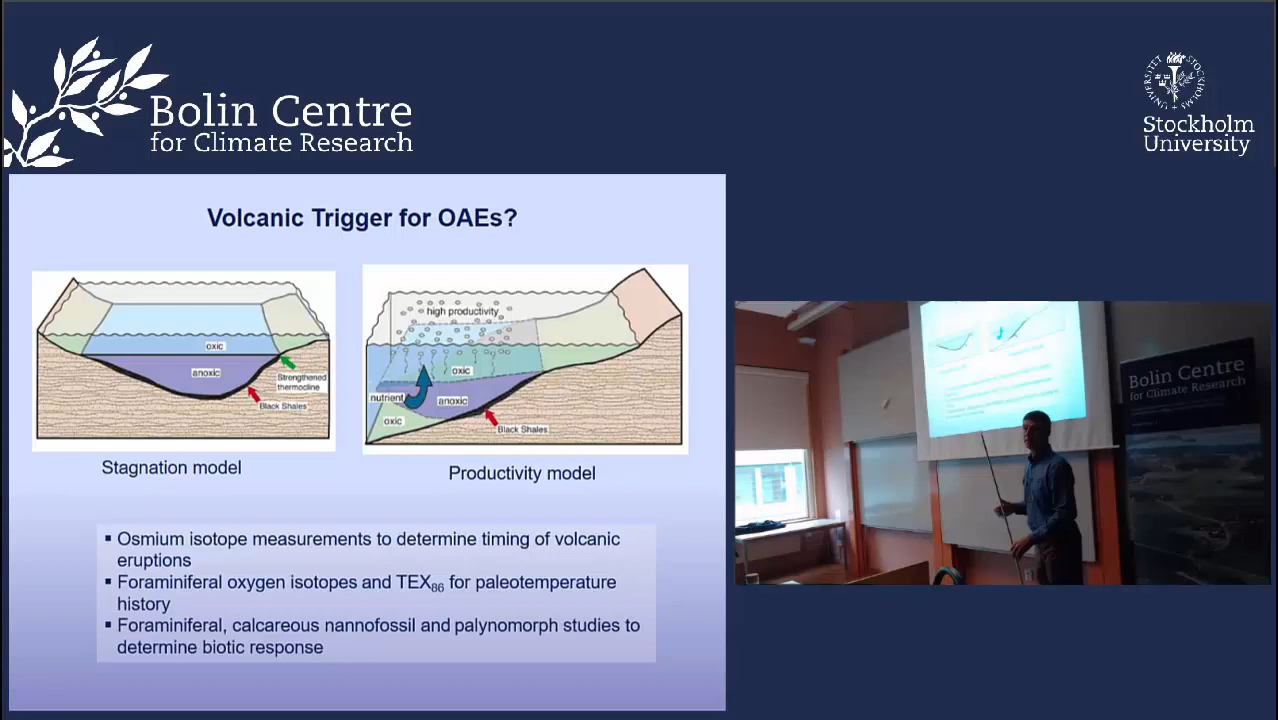 Bolin Centre
for Climate Research
STOCKHOLMS UNIVERSITET
Stockholm
University
Volcanic Trigger for OAEs?
oxic
anoxic
Strengthened
thermocline
Black Shales
Stagnation model
high productivity
oxic
nutrient
anoxic
oxic
Black Shales
Productivity model
▪ Osmium isotope measurements to determine timing of volcanic
eruptions
▪ Foraminiferal oxygen isotopes and TEX86 for paleotemperature
history
▪ Foraminiferal, calcareous nannofossil and palynomorph studies to
determine biotic response
Bolin Centre
for Climate Research